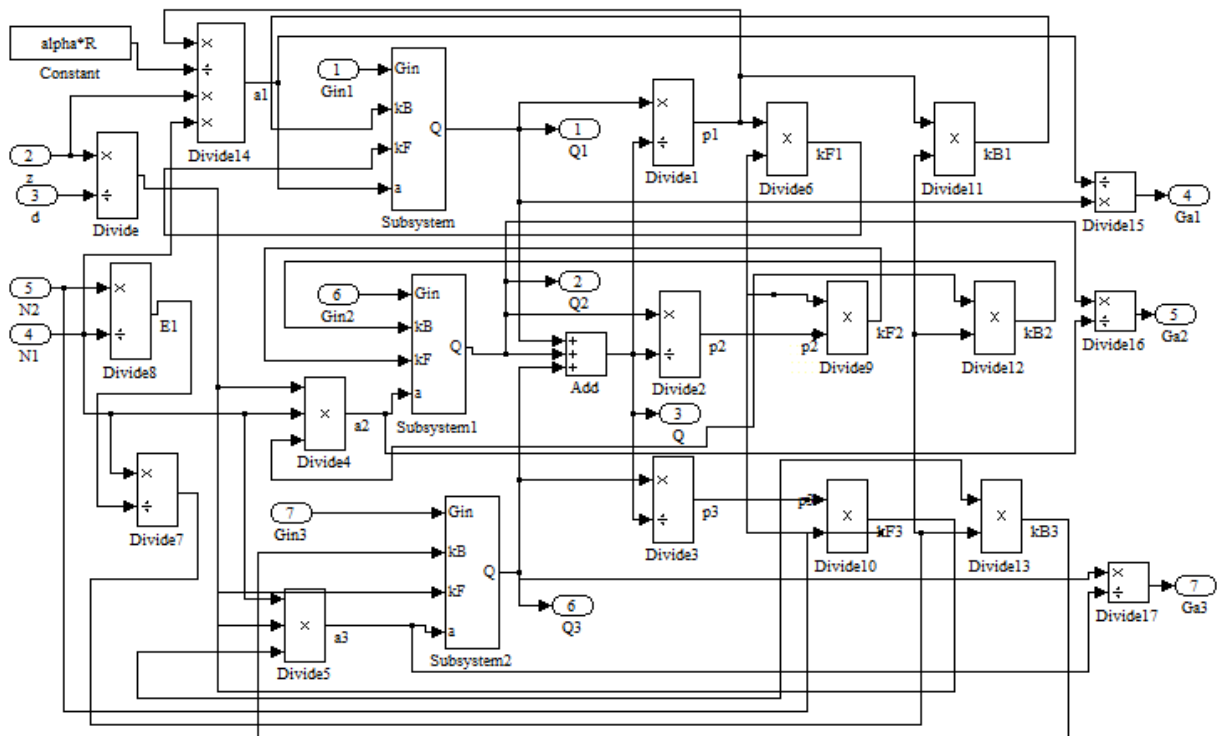 alpha*R
Constant
×
÷
×
×
a1
Divide14
1
Gin1
Gin
kB
kF
a
Q
Subsystem
1
Q1
×
÷
p1
Divide1
×
kF1
Divide6
×
kB1
Divide11
÷
×
Divide15
4
Ga1
2
z
3
d
×
÷
Divide
5
N2
4
N1
×
÷
E1
Divide8
6
Gin2
Gin
kB
kF
a
Q
Subsystem1
2
Q2
+
+
+
Add
×
÷
p2
Divide2
p2
×
kF2
Divide9
×
kB2
Divide12
×
÷
Divide16
5
Ga2
3
Q
×
a2
Divide4
×
÷
Divide7
7
Gin3
Gin
kB
kF
a
Q
Subsystem2
×
÷
p3
Divide3
×
kF3
Divide10
×
kB3
Divide13
×
÷
Divide17
7
Ga3
6
Q3
×
a3
Divide5